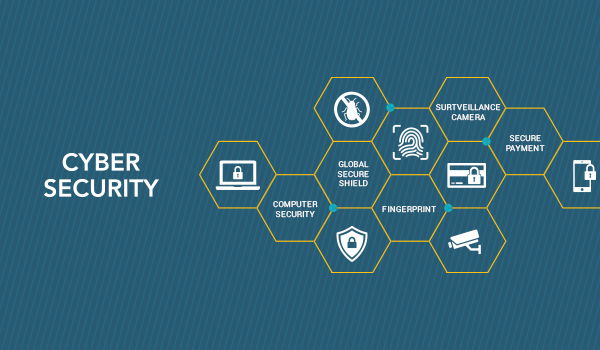 CYBER
SECURITY
COMPUTER
SECURITY
GLOBAL
SECURE
SHIELD
FINGERPRINT
SURTVEILLANCE
CAMERA
SECURE
PAYMENT